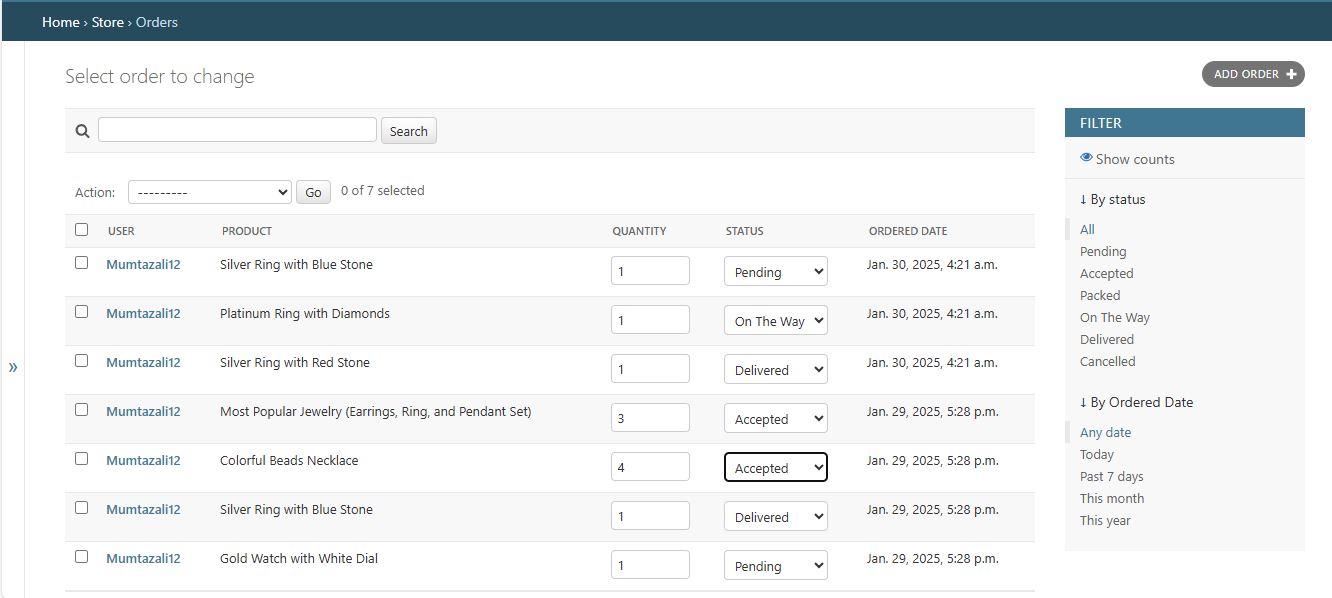 Home › Store › Orders
Select order to change
ADD ORDER +
Search
Action: --------- Go 0 of 7 selected
USER PRODUCT QUANTITY STATUS ORDERED DATE
Mumtazali12 Silver Ring with Blue Stone 1 Pending Jan. 30, 2025, 4:21 a.m.
Mumtazali12 Platinum Ring with Diamonds 1 On The Way Jan. 30, 2025, 4:21 a.m.
Mumtazali12 Silver Ring with Red Stone 1 Delivered Jan. 30, 2025, 4:21 a.m.
Mumtazali12 Most Popular Jewelry (Earrings, Ring, and Pendant Set) 3 Accepted Jan. 29, 2025, 5:28 p.m.
Mumtazali12 Colorful Beads Necklace 4 Accepted Jan. 29, 2025, 5:28 p.m.
Mumtazali12 Silver Ring with Blue Stone 1 Delivered Jan. 29, 2025, 5:28 p.m.
Mumtazali12 Gold Watch with White Dial 1 Pending Jan. 29, 2025, 5:28 p.m.
»
FILTER
Show counts
↓ By status
All
Pending
Accepted
Packed
On The Way
Delivered
Cancelled
↓ By Ordered Date
Any date
Today
Past 7 days
This month
This year